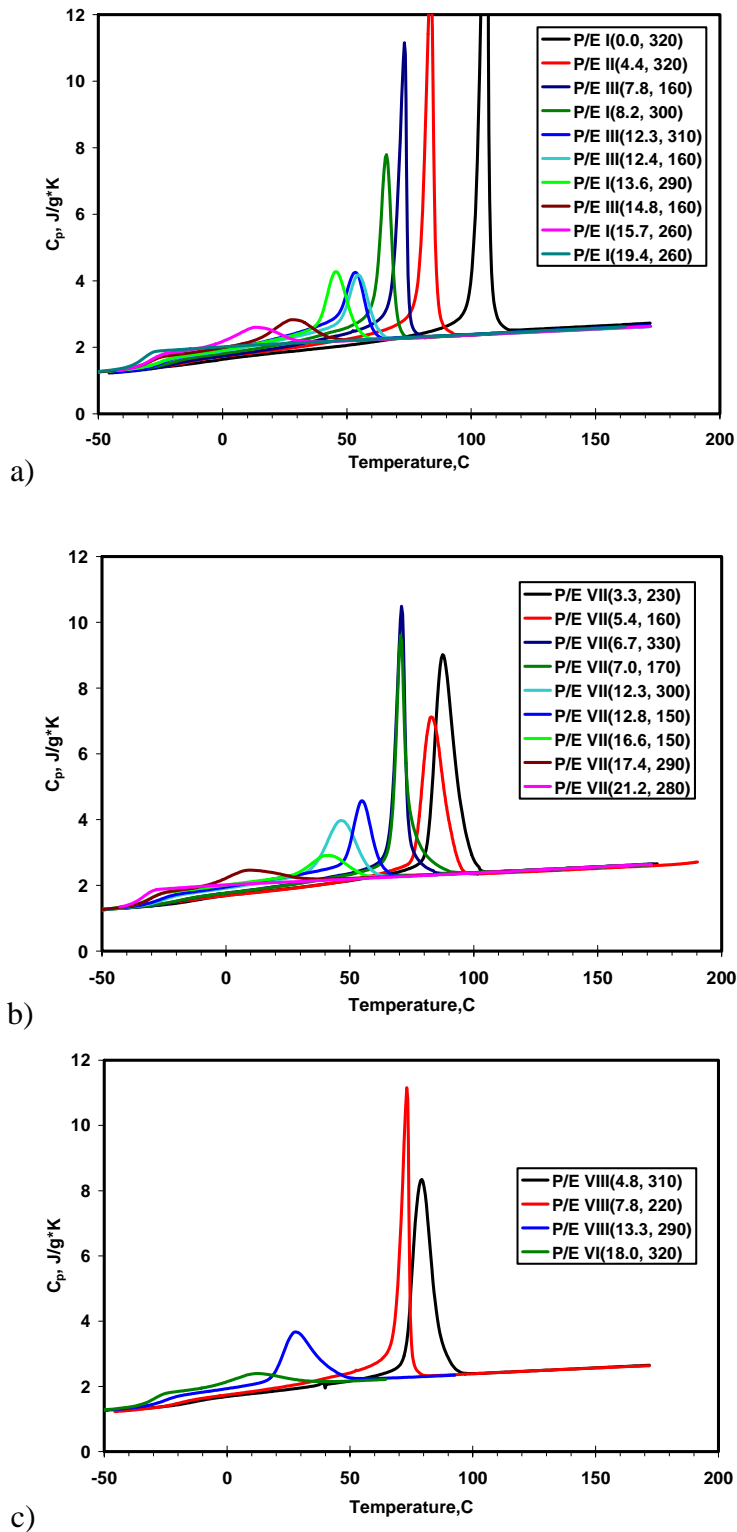 12
10
8
6
4
2
0
-50 0 50 100 150 200
Cp, J/g*K
Temperature,C
P/E I(0.0, 320)
P/E II(4.4, 320)
P/E III(7.8, 160)
P/E I(8.2, 300)
P/E III(12.3, 310)
P/E III(12.4, 160)
P/E I(13.6, 290)
P/E III(14.8, 160)
P/E I(15.7, 260)
P/E I(19.4, 260)
a)
12
10
8
6
4
2
0
-50 0 50 100 150 200
Cp, J/g*K
Temperature,C
P/E VII(3.3, 230)
P/E VII(5.4, 160)
P/E VII(6.7, 330)
P/E VII(7.0, 170)
P/E VII(12.3, 300)
P/E VII(12.8, 150)
P/E VII(16.6, 150)
P/E VII(17.4, 290)
P/E VII(21.2, 280)
b)
12
10
8
6
4
2
0
-50 0 50 100 150 200
Cp, J/g*K
Temperature,C
P/E VIII(4.8, 310)
P/E VIII(7.8, 220)
P/E VIII(13.3, 290)
P/E VI(18.0, 320)
c)